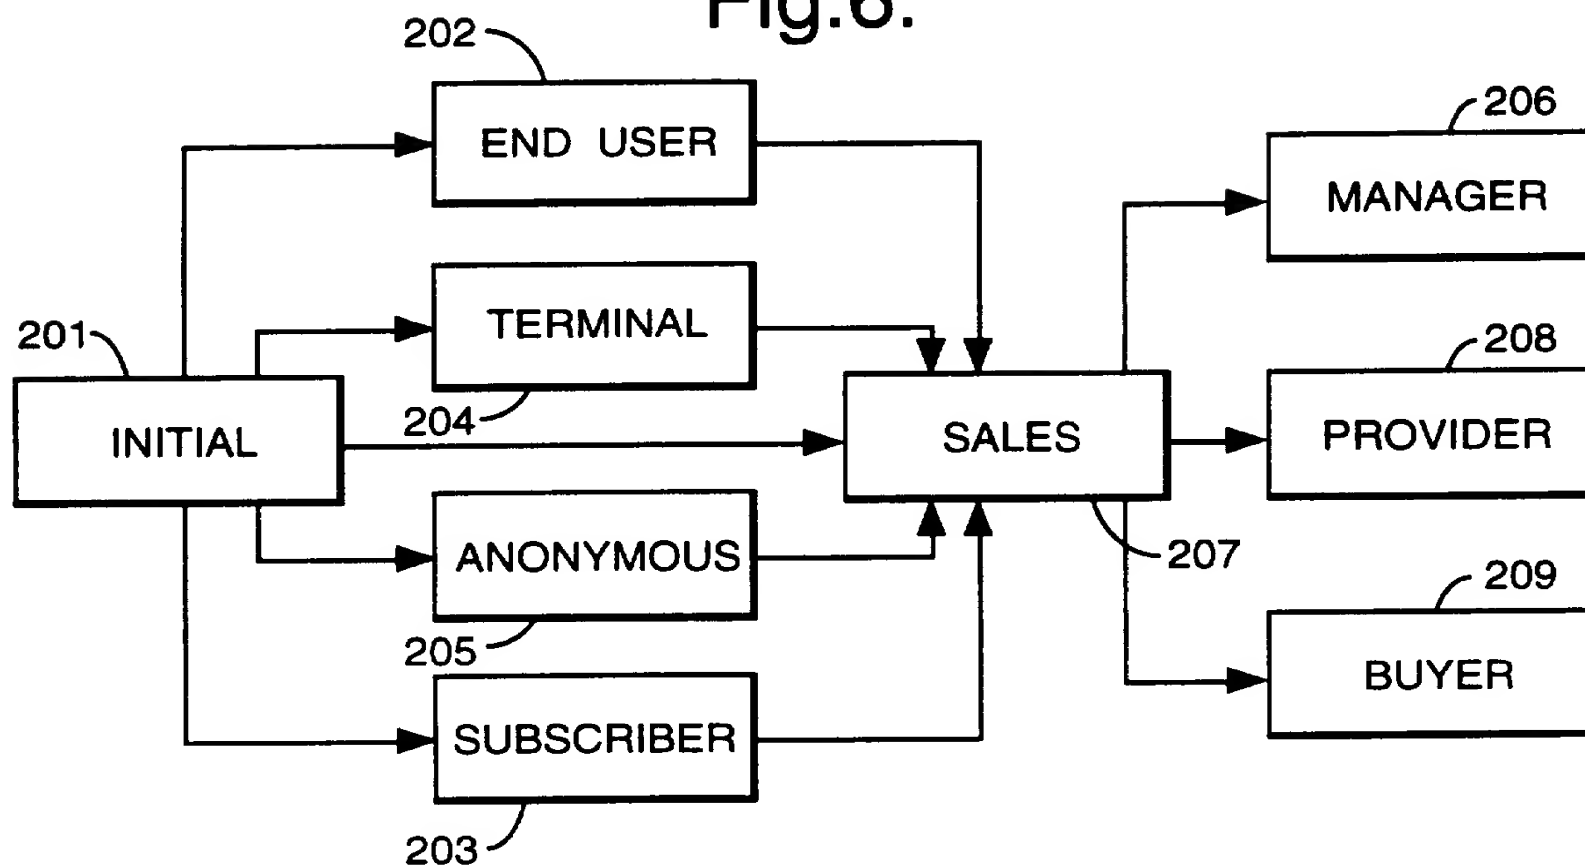 Fig.6.
202
END USER
206
MANAGER
TERMINAL
201
204
208
INITIAL
SALES
PROVIDER
ANONYMOUS
207
205
209
BUYER
SUBSCRIBER
203